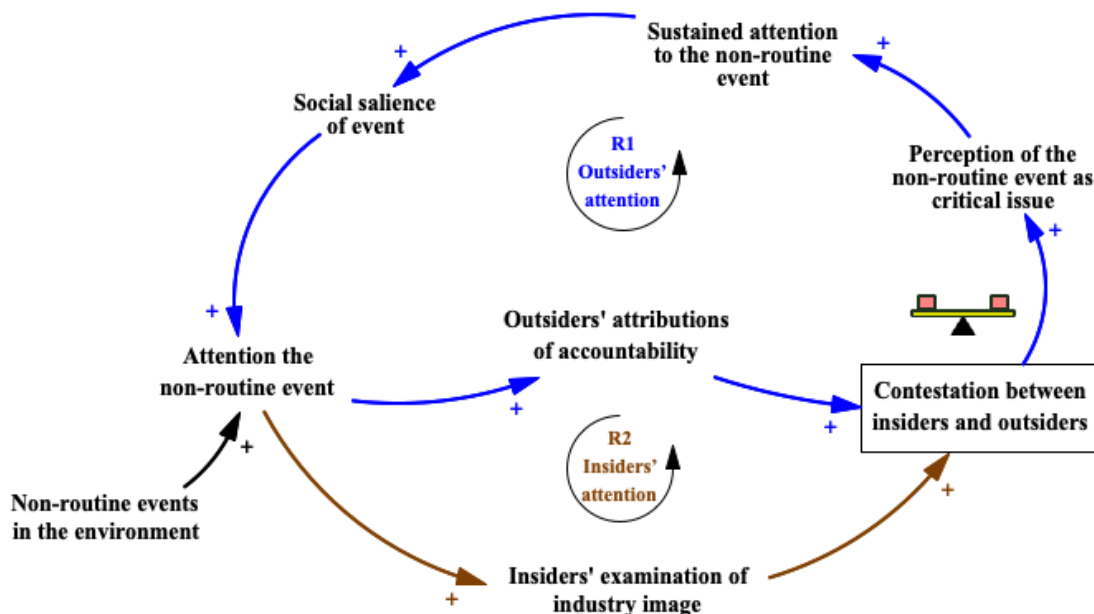 Sustained attention
to the non-routine
event
+
+
Social salience
of event
R1
Outsiders'
attention
Perception of the
non-routine event as
critical issue
+
+
Outsiders' attributions
of accountability
Attention the
non-routine event
Contestation between
insiders and outsiders
+
+
+
R2
Insiders'
attention
Non-routine events
in the environment
+
Insiders' examination of
industry image
+